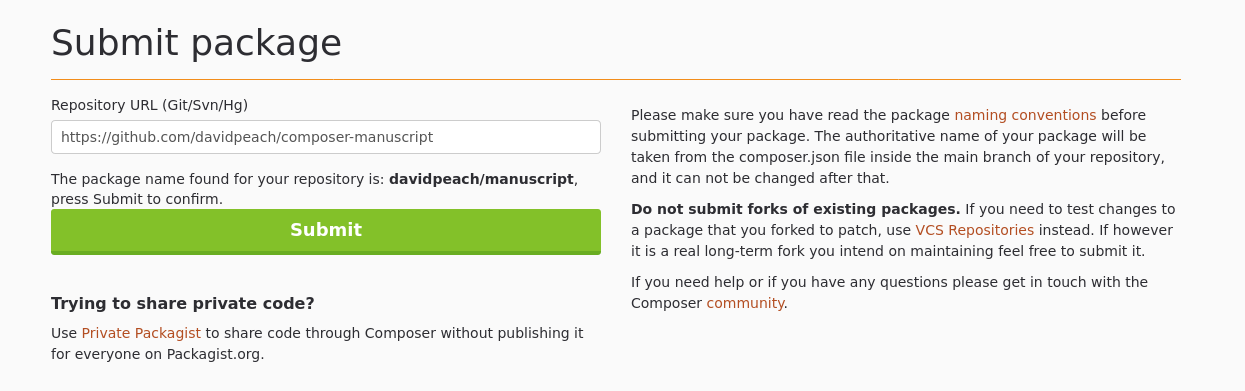 Submit package
Repository URL (Git/Svn/Hg)
https://github.com/davidpeach/composer-manuscript
The package name found for your repository is: davidpeach/manuscript,
press Submit to confirm.
Submit
Trying to share private code?
Use Private Packagist to share code through Composer without publishing it
for everyone on Packagist.org.
Please make sure you have read the package naming conventions before
submitting your package. The authoritative name of your package will be
taken from the composer.json file inside the main branch of your repository,
and it can not be changed after that.
Do not submit forks of existing packages. If you need to test changes to
a package that you forked to patch, use VCS Repositories instead. If however
it is a real long-term fork you intend on maintaining feel free to submit it.
If you need help or if you have any questions please get in touch with the
Composer community.